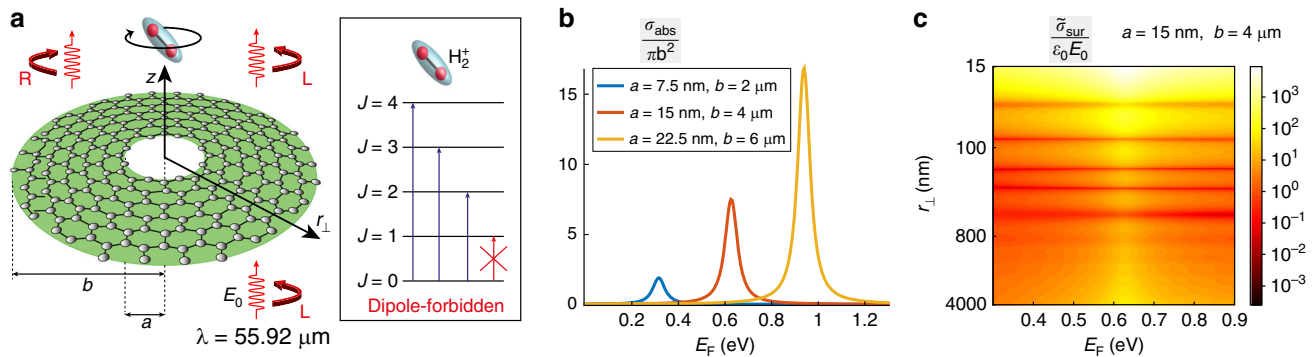 a
R
L
z
r⊥
b
a
E0
L
λ = 55.92 μm
H2+
J = 4
J = 3
J = 2
J = 1
J = 0
Dipole-forbidden
b
σabs
πb²
a = 7.5 nm, b = 2 μm
a = 15 nm, b = 4 μm
a = 22.5 nm, b = 6 μm
15
10
5
0
0.2 0.4 0.6 0.8 1 1.2
EF (eV)
c
σ̃sur
ε0E0
a = 15 nm, b = 4 μm
15
100
800
4000
r⊥ (nm)
0.4 0.5 0.6 0.7 0.8 0.9
EF (eV)
10³
10²
10¹
10⁰
10⁻¹
10⁻²
10⁻³